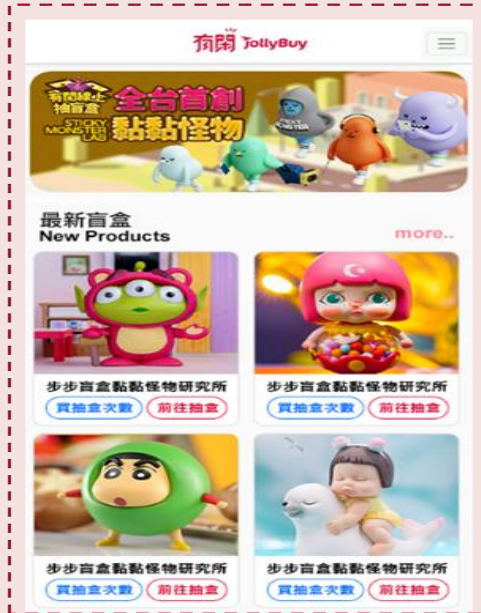 有閑 JollyBuy
有閑線上
抽盲盒
全台首創
STICKY
MONSTER
LAB
黏黏怪物
最新盲盒
New Products
more..
步步盲盒黏黏怪物研究所
買抽盒次數 前往抽盒
步步盲盒黏黏怪物研究所
買抽盒次數 前往抽盒
步步盲盒黏黏怪物研究所
買抽盒次數 前往抽盒
步步盲盒黏黏怪物研究所
買抽盒次數 前往抽盒